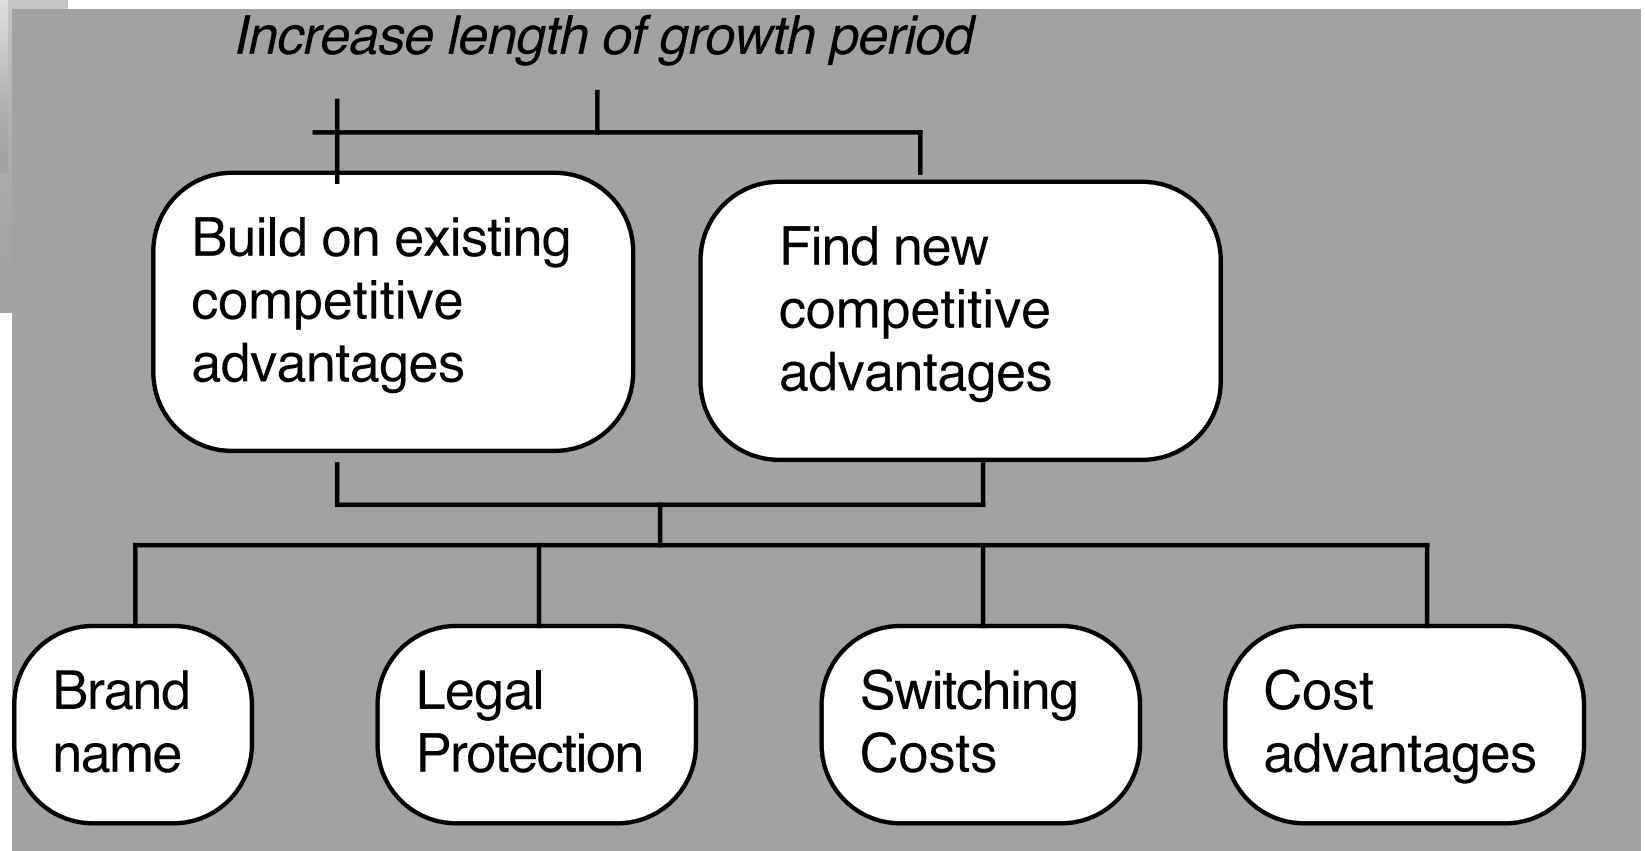 Increase length of growth period
Build on existing
competitive
advantages
Find new
competitive
advantages
Brand
name
Legal
Protection
Switching
Costs
Cost
advantages